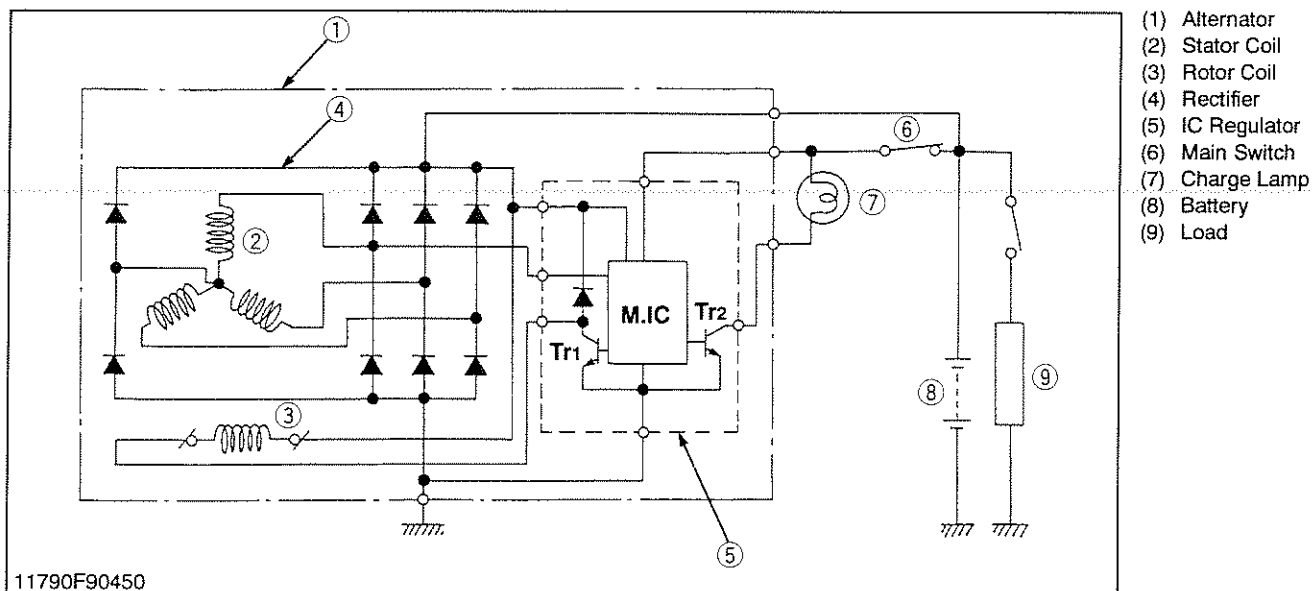 (1) Alternator
(2) Stator Coil
(3) Rotor Coil
(4) Rectifier
(5) IC Regulator
(6) Main Switch
(7) Charge Lamp
(8) Battery
(9) Load
①
④
⑥
⑦
②
M.IC
Tr2
Tr1
⑧
⑨
③
⑤
11790F90450